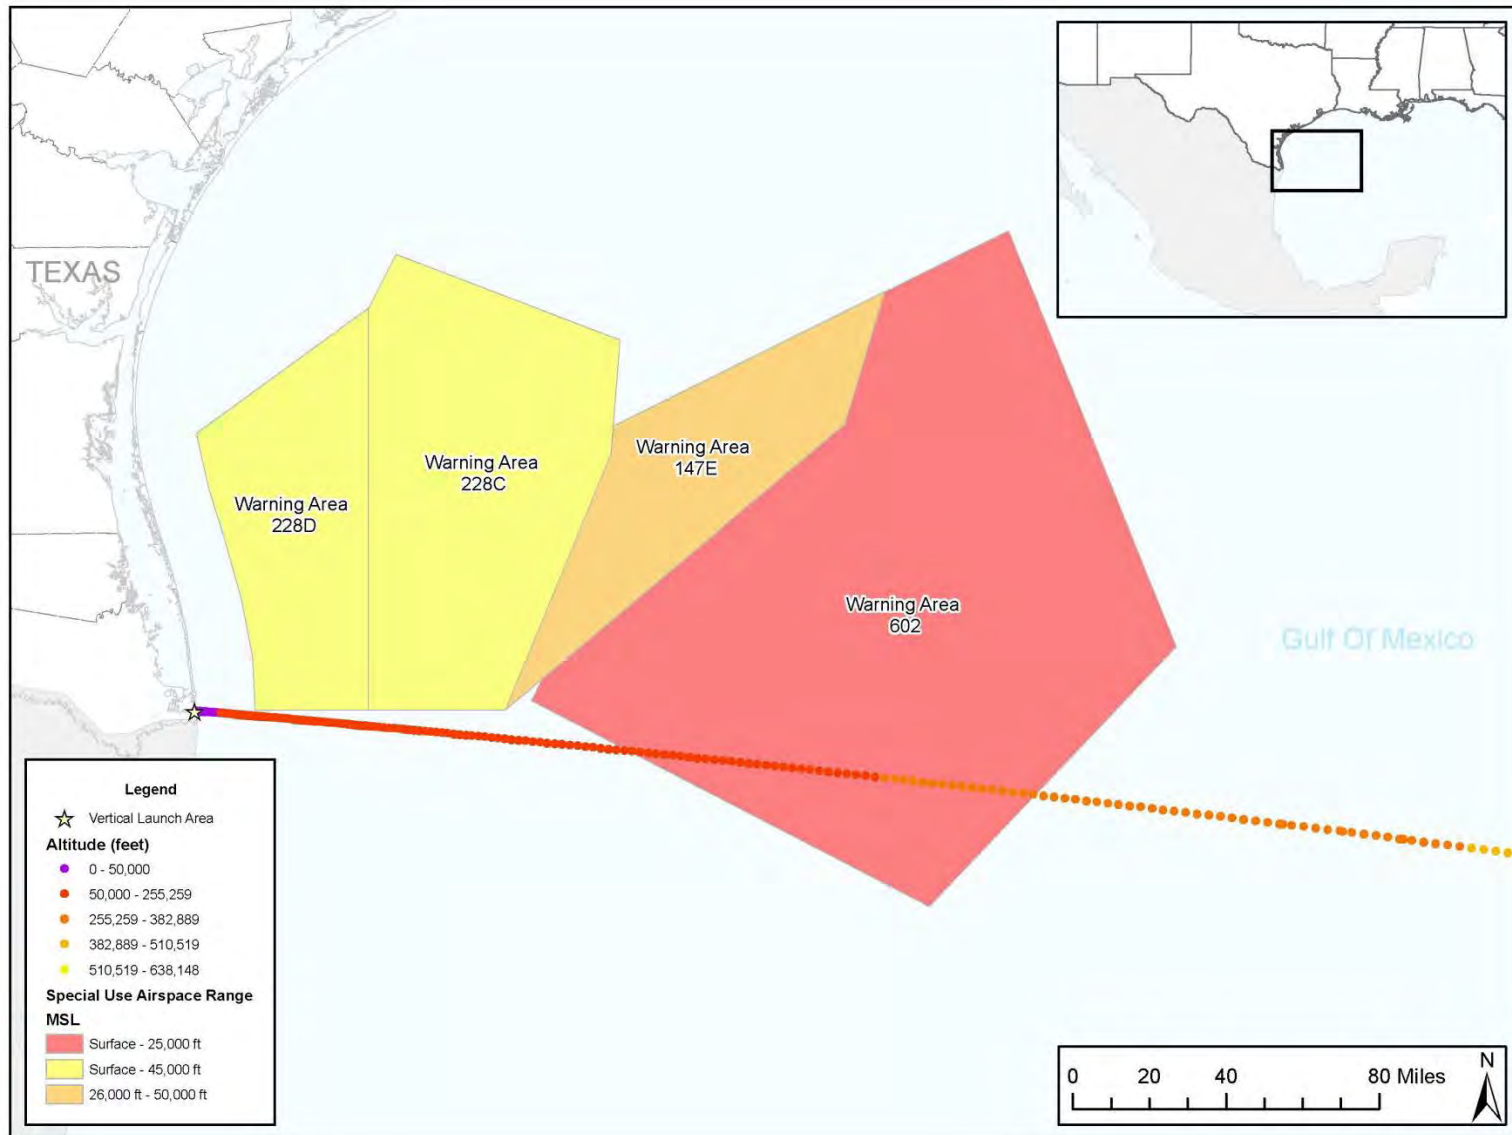 TEXAS
Warning Area
228D
Warning Area
228C
Warning Area
147E
Warning Area
602
Gulf Of Mexico
Legend
Vertical Launch Area
Altitude (feet)
0 - 50,000
50,000 - 255,259
255,259 - 382,889
382,889 - 510,519
510,519 - 638,148
Special Use Airspace Range
MSL
Surface - 25,000 ft
Surface - 45,000 ft
26,000 ft - 50,000 ft
0 20 40 80 Miles
N